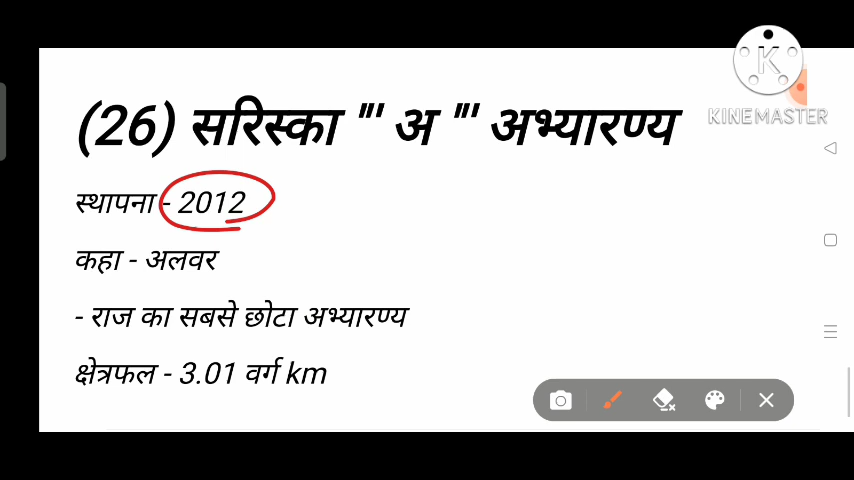 (26) सरिस्का "' अ "' अभ्यारण्य
स्थापना - 2012
कहा - अलवर
- राज का सबसे छोटा अभ्यारण्य
क्षेत्रफल - 3.01 वर्ग km
K
KINEMASTER